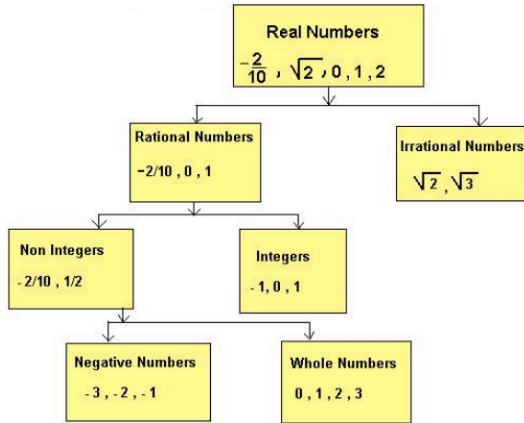 Real Numbers
-2/10 , √2 , 0 , 1 , 2
Rational Numbers
-2/10 , 0 , 1
Irrational Numbers
√2 , √3
Non Integers
- 2/10 , 1/2
Integers
- 1, 0 , 1
Negative Numbers
- 3 , - 2 , - 1
Whole Numbers
0 , 1 , 2 , 3